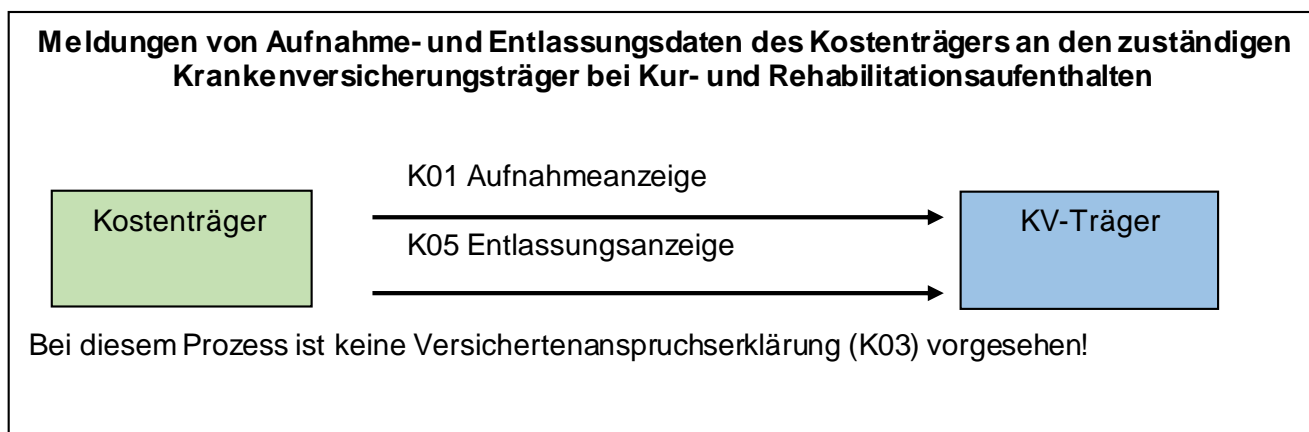 Meldungen von Aufnahme- und Entlassungsdaten des Kostenträgers an den zuständigen
Krankenversicherungsträger bei Kur- und Rehabilitationsaufenthalten
K01 Aufnahmeanzeige
Kostenträger
KV-Träger
K05 Entlassungsanzeige
Bei diesem Prozess ist keine Versichertenanspruchserklärung (K03) vorgesehen!